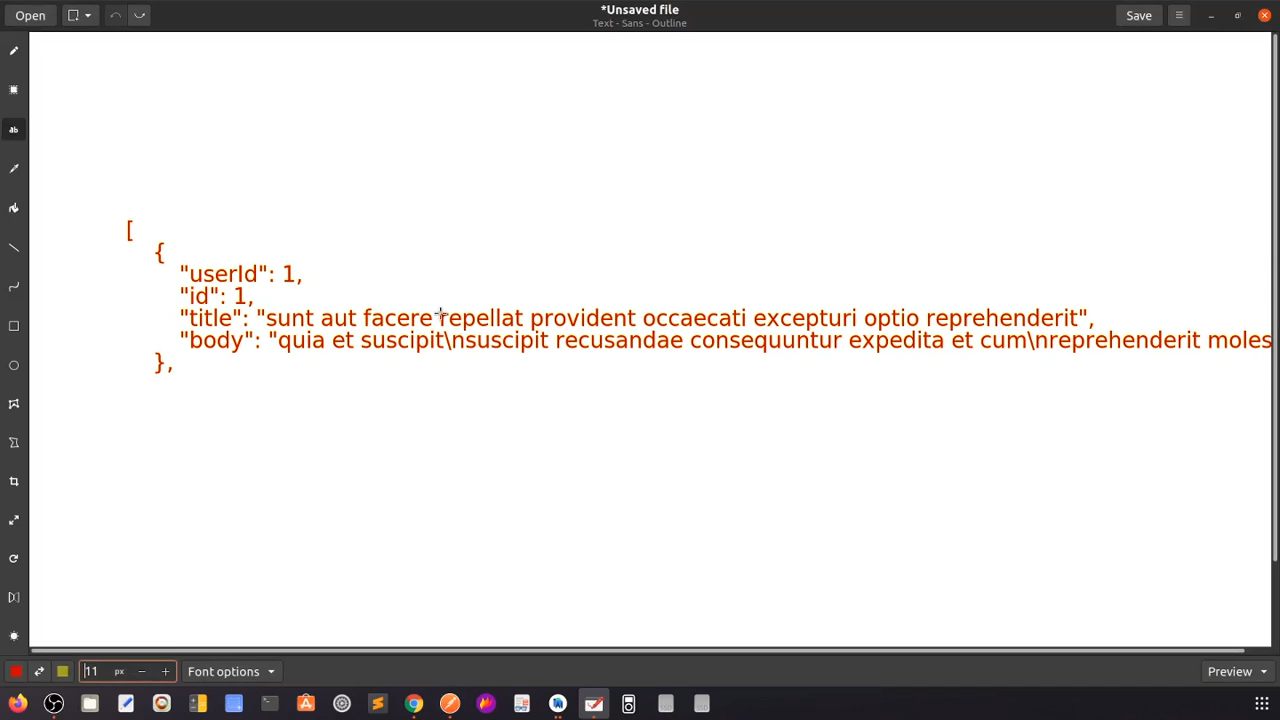 Open
*Unsaved file
Text - Sans - Outline
Save
[
{
"userId": 1,
"id": 1,
"title": "sunt aut facere repellat provident occaecati excepturi optio reprehenderit",
"body": "quia et suscipit\nsuscipit recusandae consequuntur expedita et cum\nreprehenderit moles
},
11 px − +
Font options
Preview